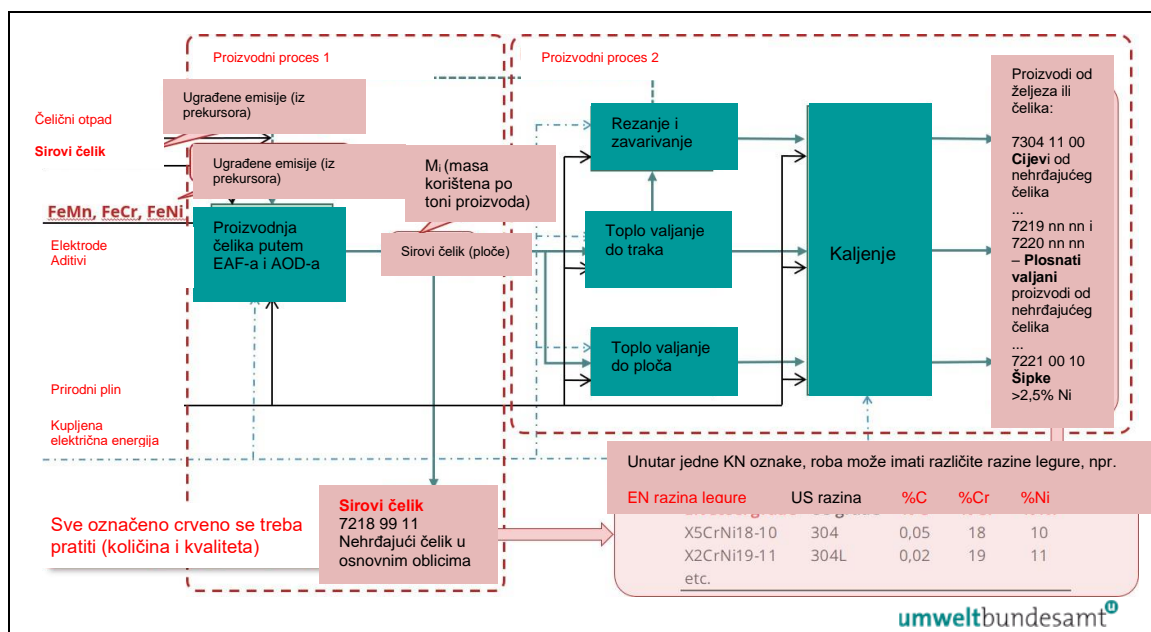 Proizvodni proces 1
Proizvodni proces 2
Ugrađene emisije (iz
prekursora)
Čelični otpad
Sirovi čelik
Ugrađene emisije (iz
prekursora)
Mi (masa
korištena po
toni proizvoda)
FeMn, FeCr, FeNi
Elektrode
Aditivi
Proizvodnja
čelika putem
EAF-a i AOD-a
Sirovi čelik (ploče)
Rezanje i
zavarivanje
Toplo valjanje
do traka
Toplo valjanje
do ploča
Kaljenje
Proizvodi od
željeza ili
čelika:
7304 11 00
Cijevi od
nehrđajućeg
čelika
...
7219 nn nn i
7220 nn nn
– Plosnati
valjani
proizvodi od
nehrđajućeg
čelika
...
7221 00 10
Šipke
>2,5% Ni
Prirodni plin
Kupljena
električna energija
Sve označeno crveno se treba
pratiti (količina i kvaliteta)
Sirovi čelik
7218 99 11
Nehrđajući čelik u
osnovnim oblicima
Unutar jedne KN oznake, roba može imati različite razine legure, npr.
EN razina legure US razina %C %Cr %Ni
X5CrNi18-10 304 0,05 18 10
X2CrNi19-11 304L 0,02 19 11
etc.
umweltbundesamt u